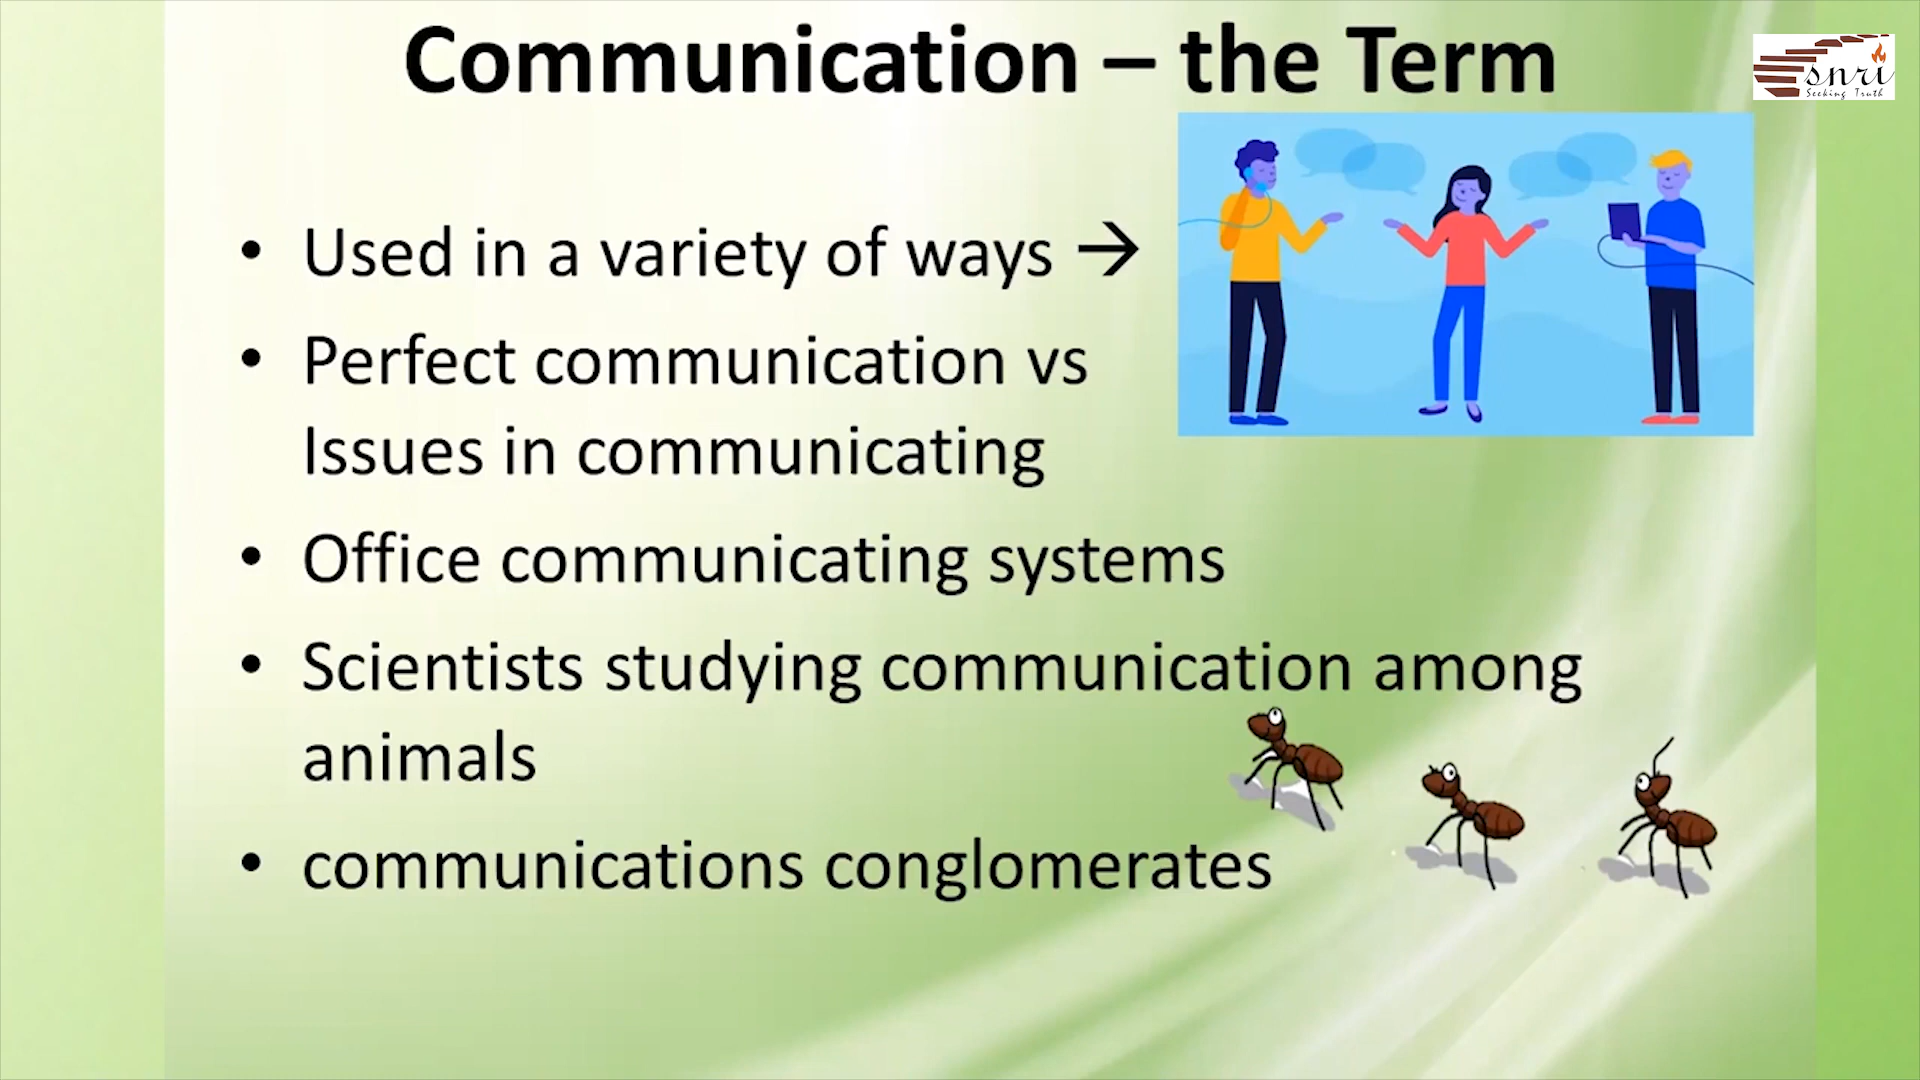 Communication – the Term
snri
Seeking Truth
• Used in a variety of ways →
• Perfect communication vs
Issues in communicating
• Office communicating systems
• Scientists studying communication among
animals
• communications conglomerates